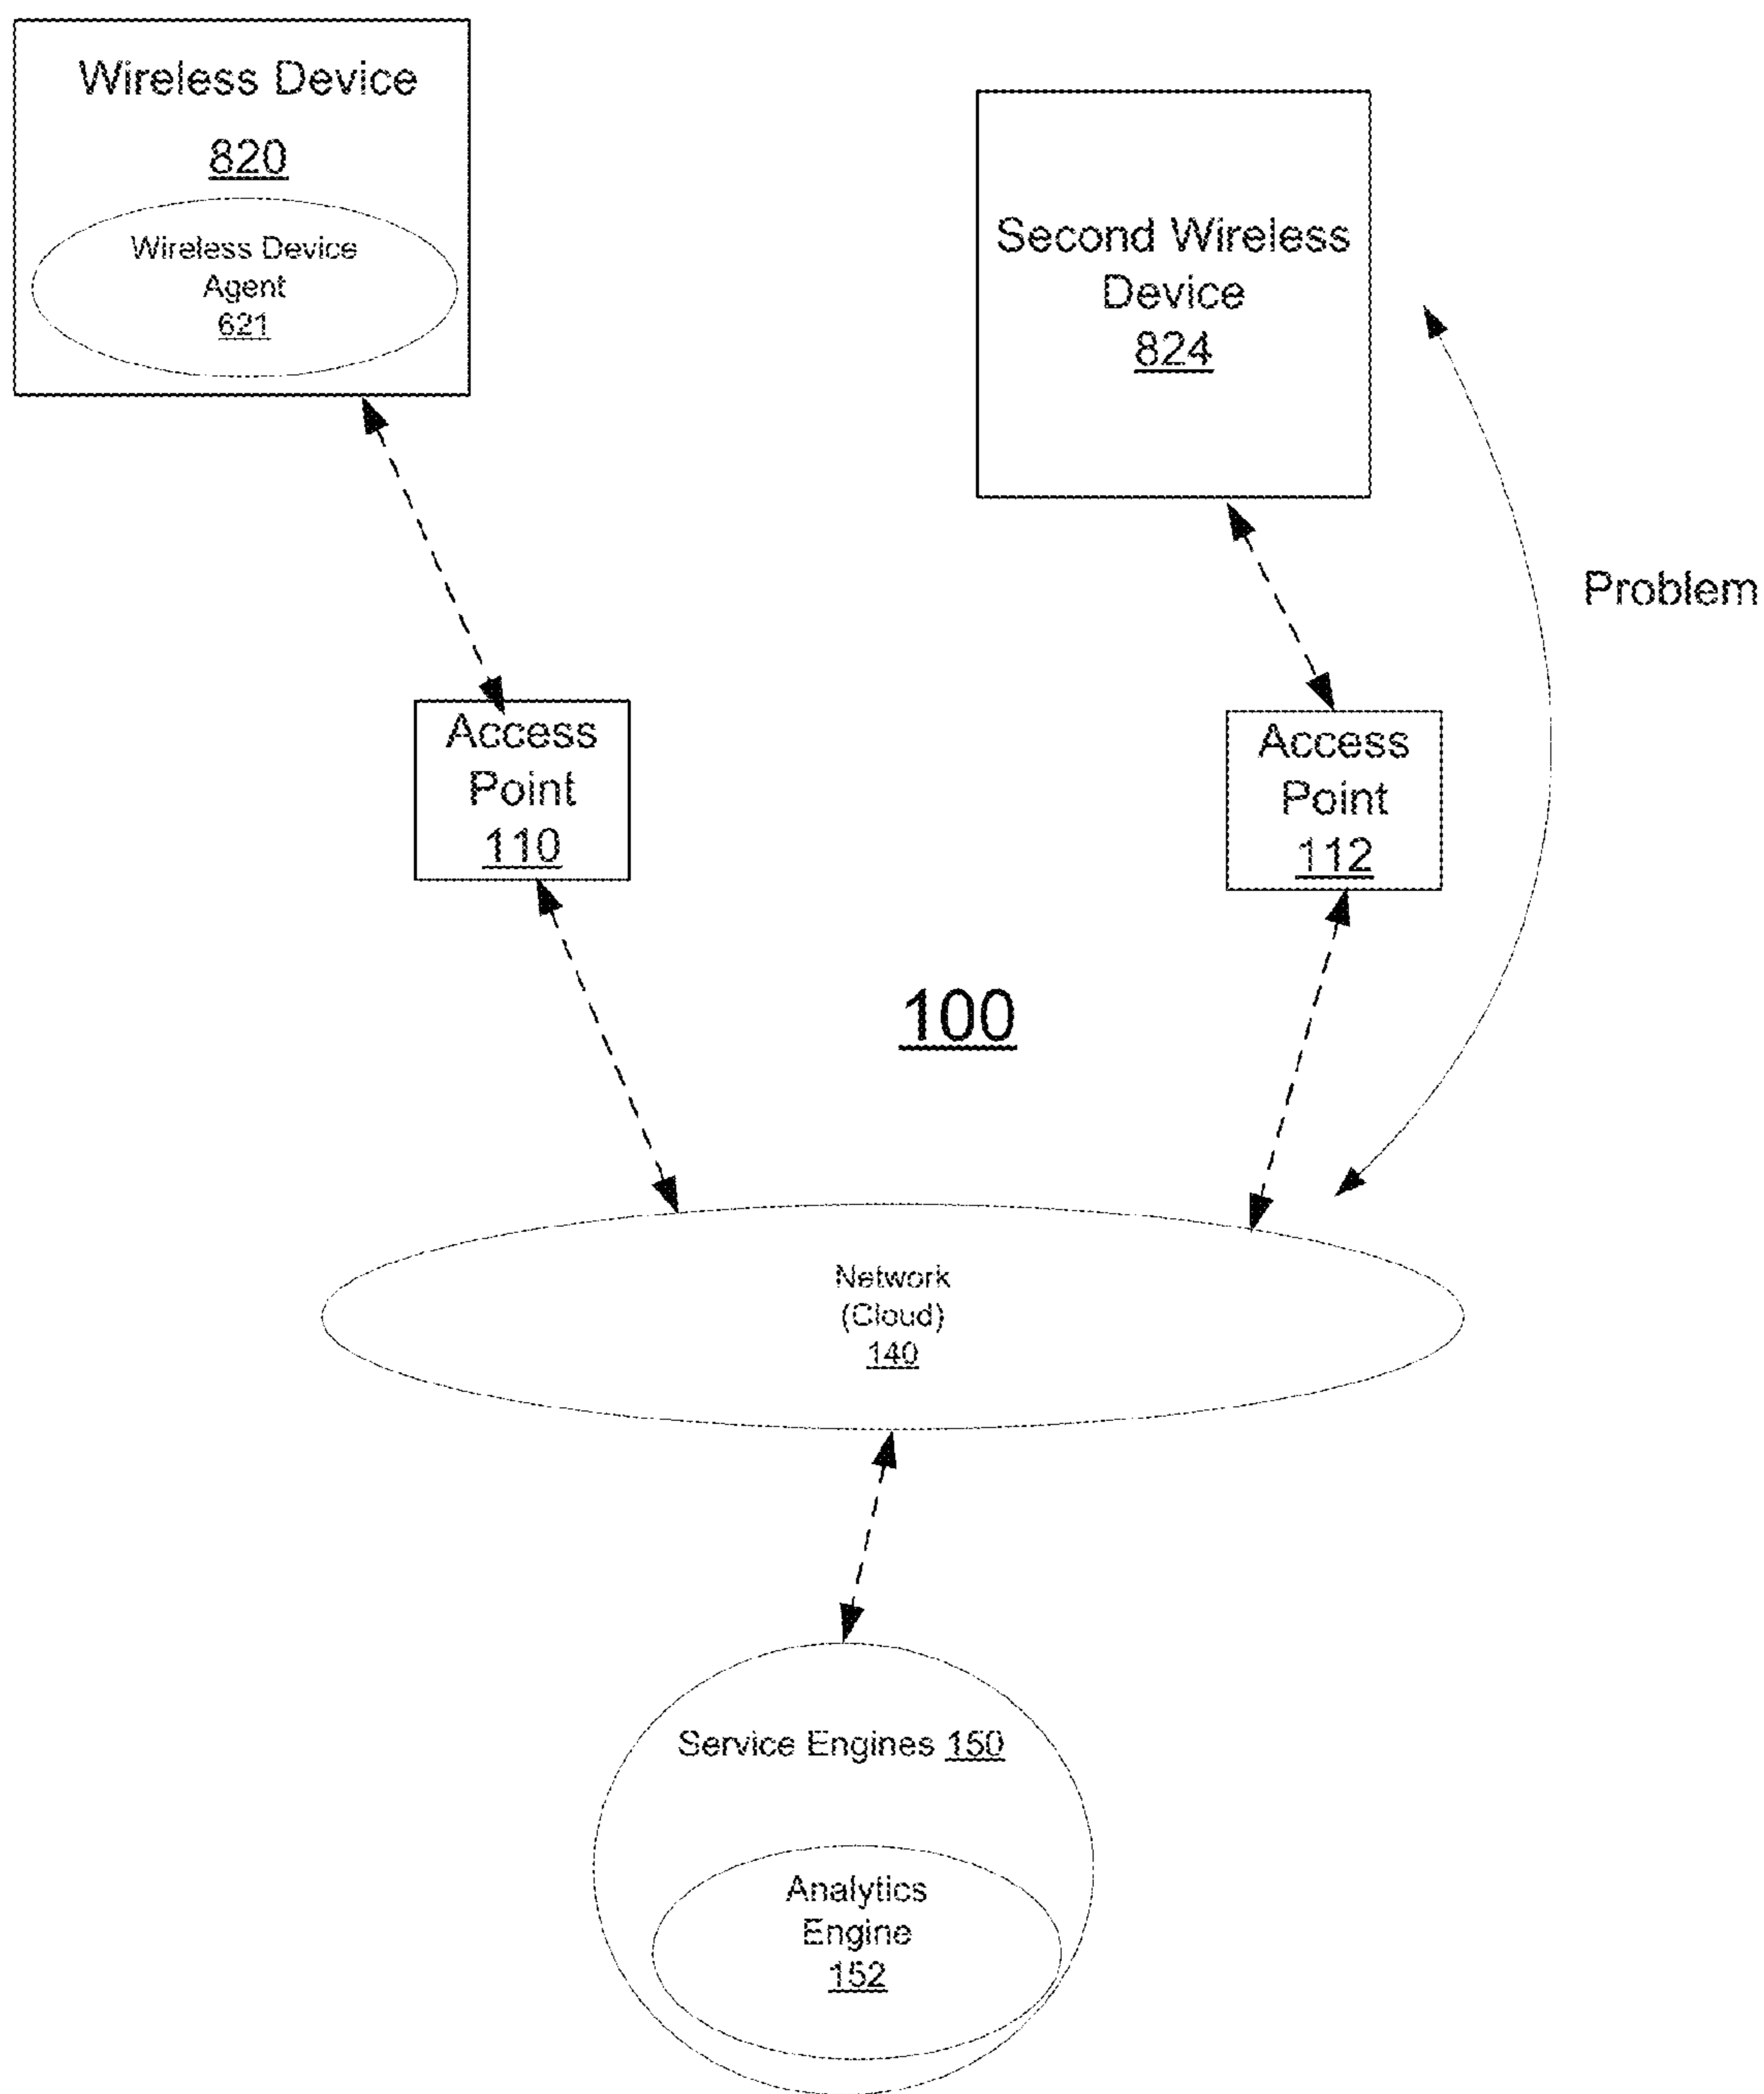 Wireless Device
820
Wireless Device
Agent
621
Second Wireless
Device
824
Problem
Access
Point
110
Access
Point
112
100
Network
(Cloud)
140
Service Engines 150
Analytics
Engine
152